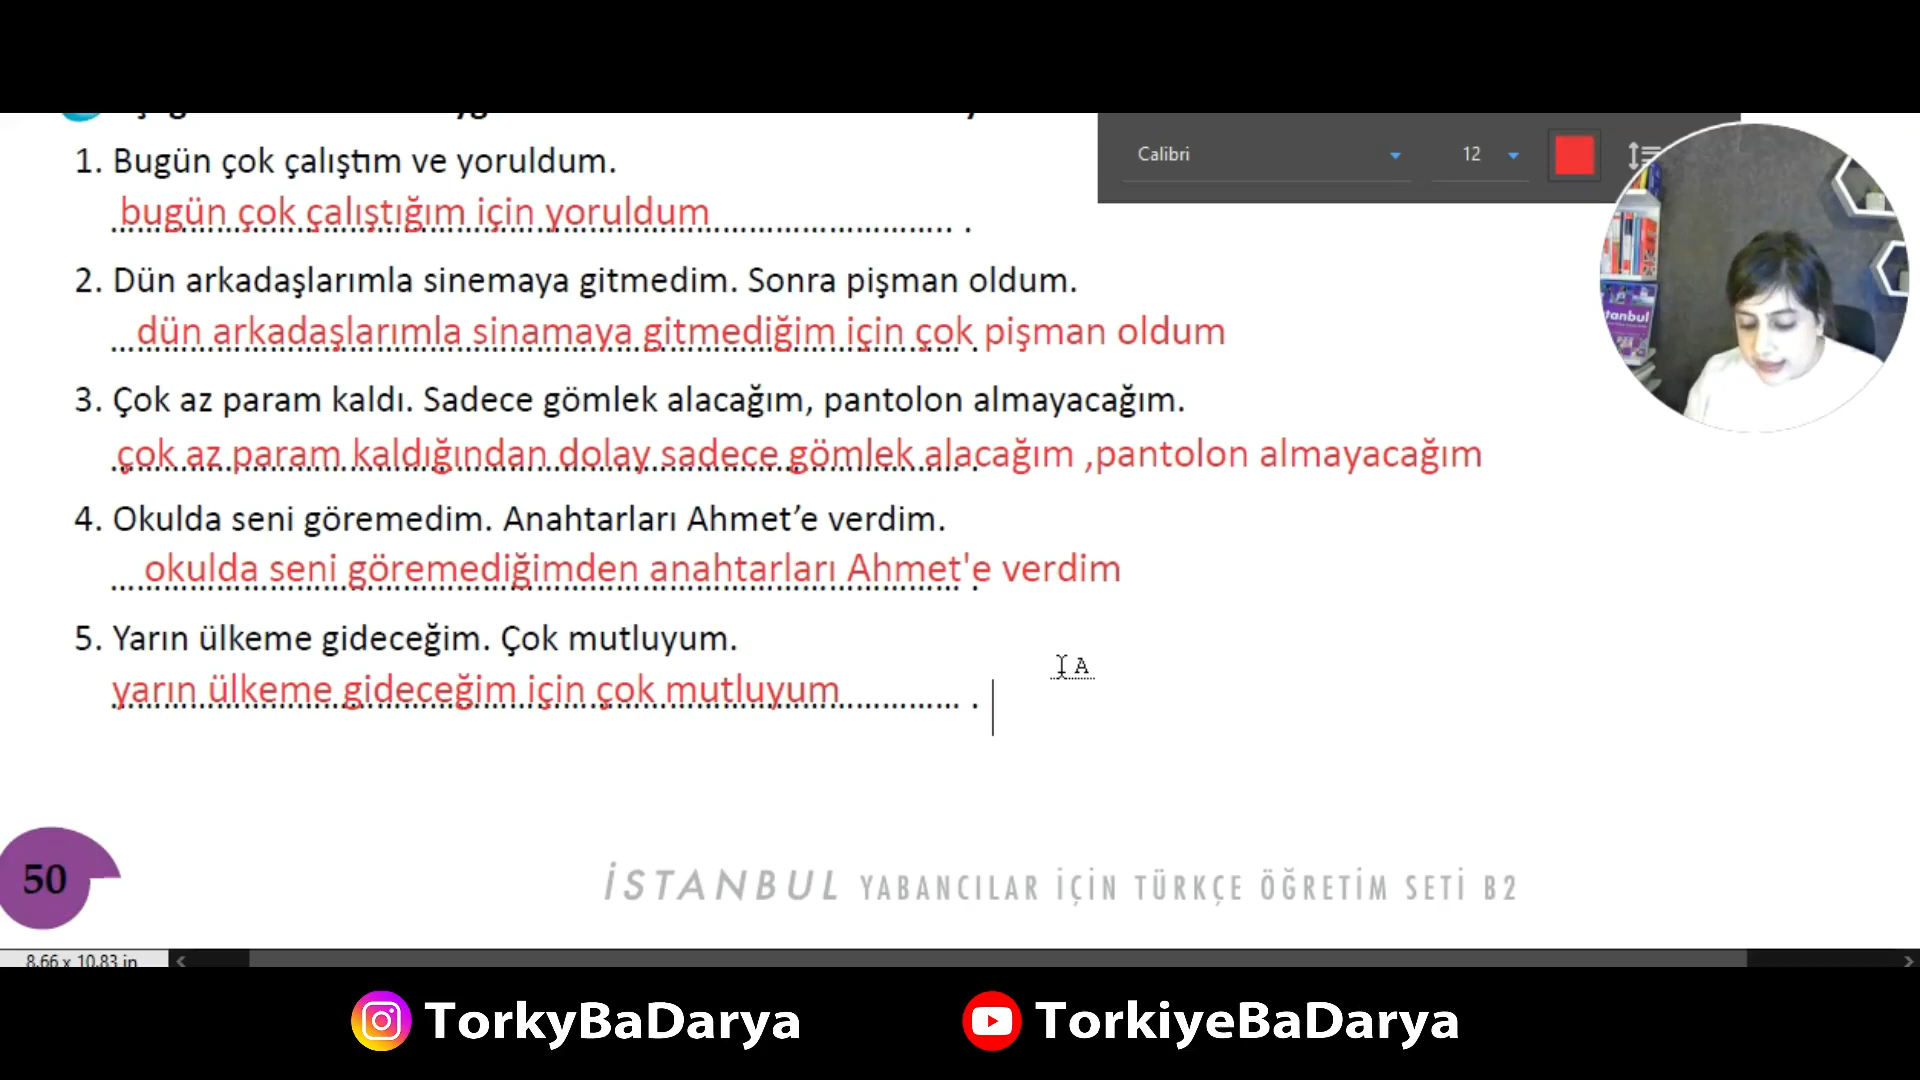 Calibri
12
1. Bugün çok çalıştım ve yoruldum.
bugün çok çalıştığım için yoruldum
2. Dün arkadaşlarımla sinemaya gitmedim. Sonra pişman oldum.
dün arkadaşlarımla sinamaya gitmediğim için çok pişman oldum
3. Çok az param kaldı. Sadece gömlek alacağım, pantolon almayacağım.
çok az param kaldığından dolay sadece gömlek alacağım ,pantolon almayacağım
4. Okulda seni göremedim. Anahtarları Ahmet’e verdim.
okulda seni göremediğimden anahtarları Ahmet'e verdim
5. Yarın ülkeme gideceğim. Çok mutluyum.
yarın ülkeme gideceğim için çok mutluyum
50
İSTANBUL YABANCILAR İÇİN TÜRKÇE ÖĞRETİM SETİ B2
8.66 x 10.83 in
TorkyBaDarya
TorkiyeBaDarya